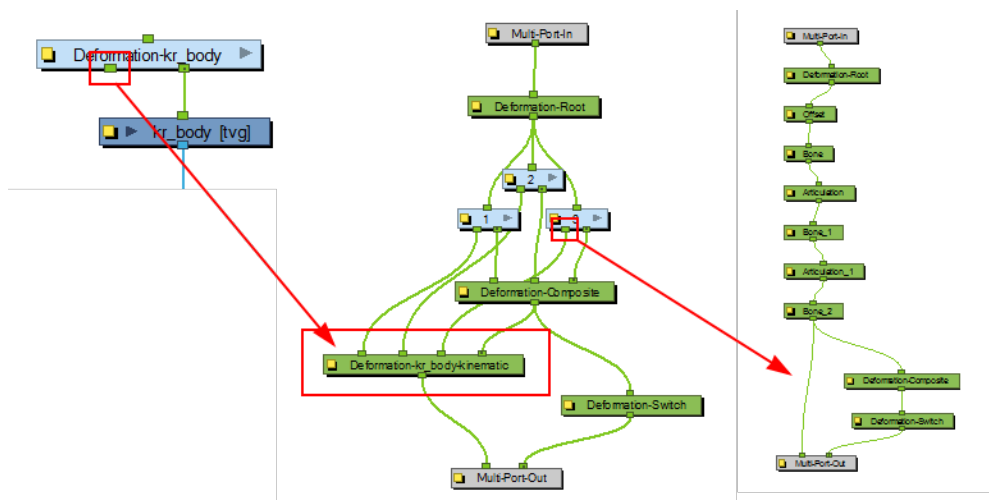 Deformation-kr_body
kr_body [tvg]
Multi-Port-In
Deformation-Root
2
1
Deformation-Composite
Deformation-kr_body-kinematic
Deformation-Switch
Multi-Port-Out
Multi-Port-In
Deformation-Root
Offset
Bone
Articulation
Bone_1
Articulation_1
Bone_2
Deformation-Composite
Deformation-Switch
Multi-Port-Out